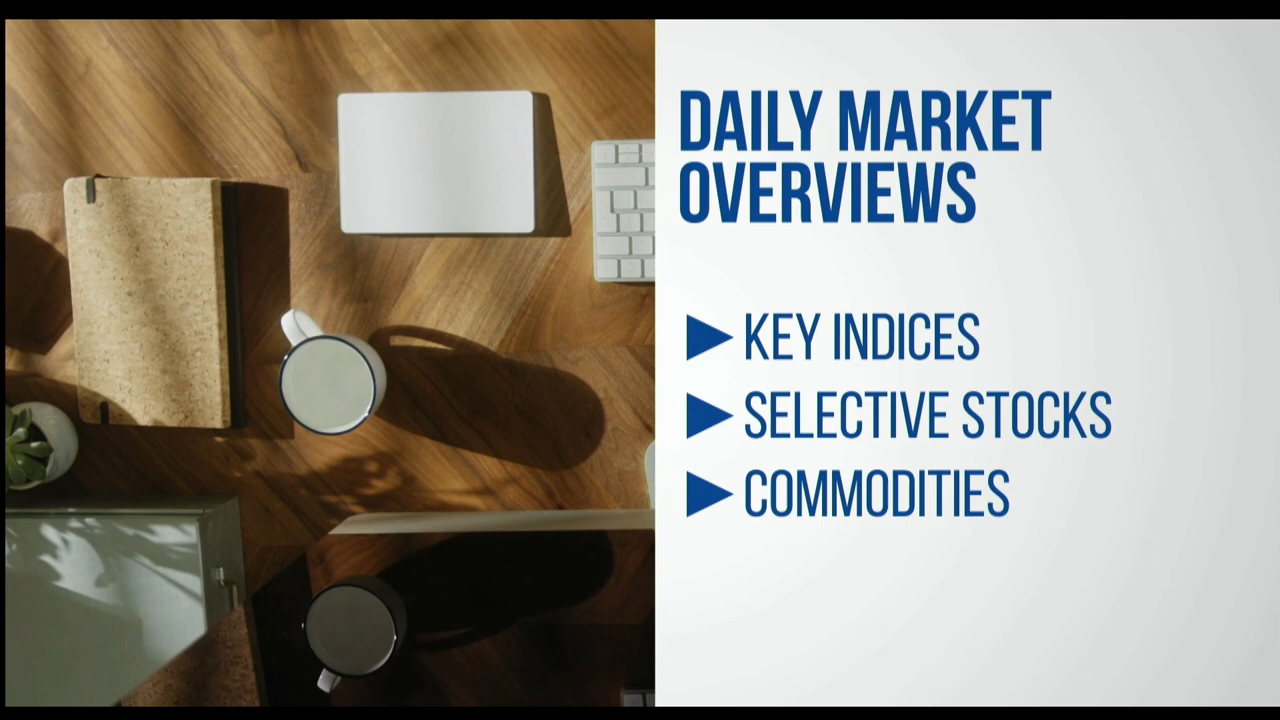 DAILY MARKET
OVERVIEWS
KEY INDICES
SELECTIVE STOCKS
COMMODITIES